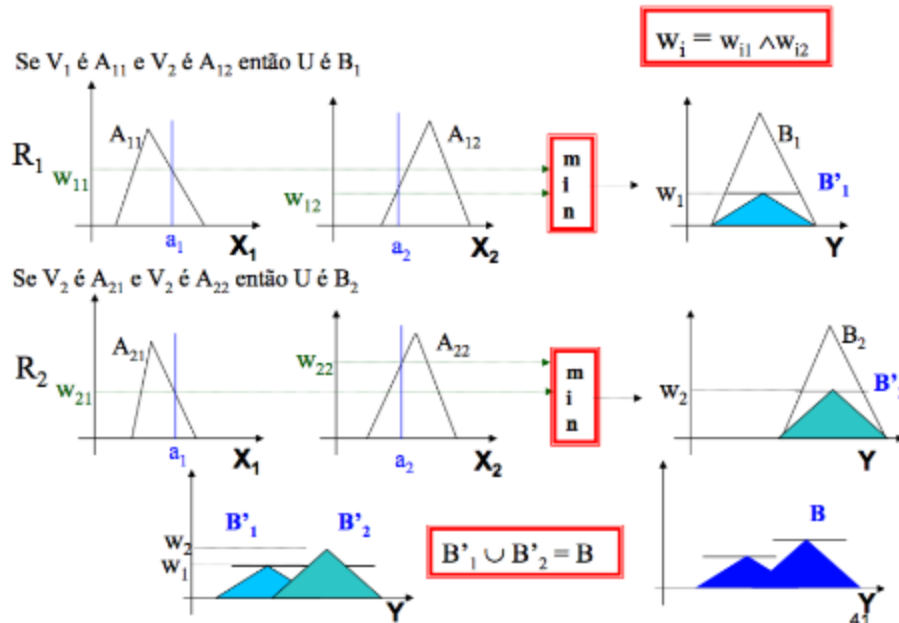 wᵢ = wᵢ₁ ∧wᵢ₂
Se V₁ é A₁₁ e V₂ é A₁₂ então U é B₁
R₁
A₁₁
w₁₁
a₁
X₁
A₁₂
w₁₂
a₂
X₂
m
i
n
B₁
B’₁
w₁
Y
Se V₂ é A₂₁ e V₂ é A₂₂ então U é B₂
R₂
A₂₁
w₂₁
a₁
X₁
A₂₂
w₂₂
a₂
X₂
m
i
n
B₂
B’₂
w₂
Y
B’₁
B’₂
w₂
w₁
Y
B’₁ ∪ B’₂ = B
B
Y
41